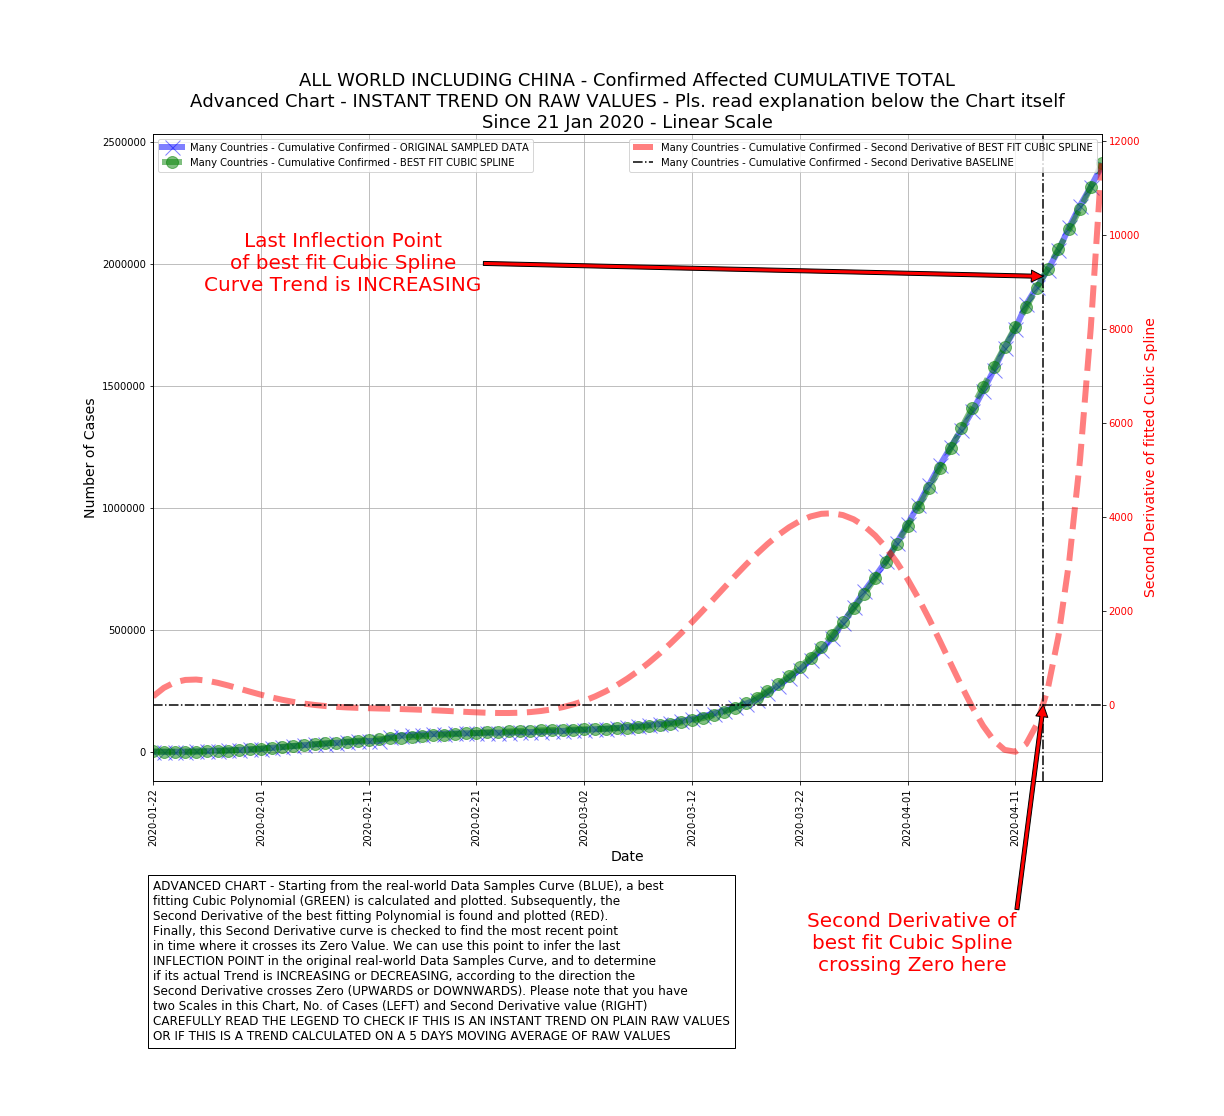 ALL WORLD INCLUDING CHINA - Confirmed Affected CUMULATIVE TOTAL
Advanced Chart - INSTANT TREND ON RAW VALUES - Pls. read explanation below the Chart itself
Since 21 Jan 2020 - Linear Scale
Many Countries - Cumulative Confirmed - ORIGINAL SAMPLED DATA
Many Countries - Cumulative Confirmed - BEST FIT CUBIC SPLINE
Many Countries - Cumulative Confirmed - Second Derivative of BEST FIT CUBIC SPLINE
Many Countries - Cumulative Confirmed - Second Derivative BASELINE
Last Inflection Point
of best fit Cubic Spline
Curve Trend is INCREASING
Number of Cases
2500000
2000000
1500000
1000000
500000
0
12000
10000
8000
6000
4000
2000
0
Second Derivative of fitted Cubic Spline
2020-01-22
2020-02-01
2020-02-11
2020-02-21
2020-03-02
2020-03-12
2020-03-22
2020-04-01
2020-04-11
Date
ADVANCED CHART - Starting from the real-world Data Samples Curve (BLUE), a best
fitting Cubic Polynomial (GREEN) is calculated and plotted. Subsequently, the
Second Derivative of the best fitting Polynomial is found and plotted (RED).
Finally, this Second Derivative curve is checked to find the most recent point
in time where it crosses its Zero Value. We can use this point to infer the last
INFLECTION POINT in the original real-world Data Samples Curve, and to determine
if its actual Trend is INCREASING or DECREASING, according to the direction the
Second Derivative crosses Zero (UPWARDS or DOWNWARDS). Please note that you have
two Scales in this Chart, No. of Cases (LEFT) and Second Derivative value (RIGHT)
CAREFULLY READ THE LEGEND TO CHECK IF THIS IS AN INSTANT TREND ON PLAIN RAW VALUES
OR IF THIS IS A TREND CALCULATED ON A 5 DAYS MOVING AVERAGE OF RAW VALUES
Second Derivative of
best fit Cubic Spline
crossing Zero here